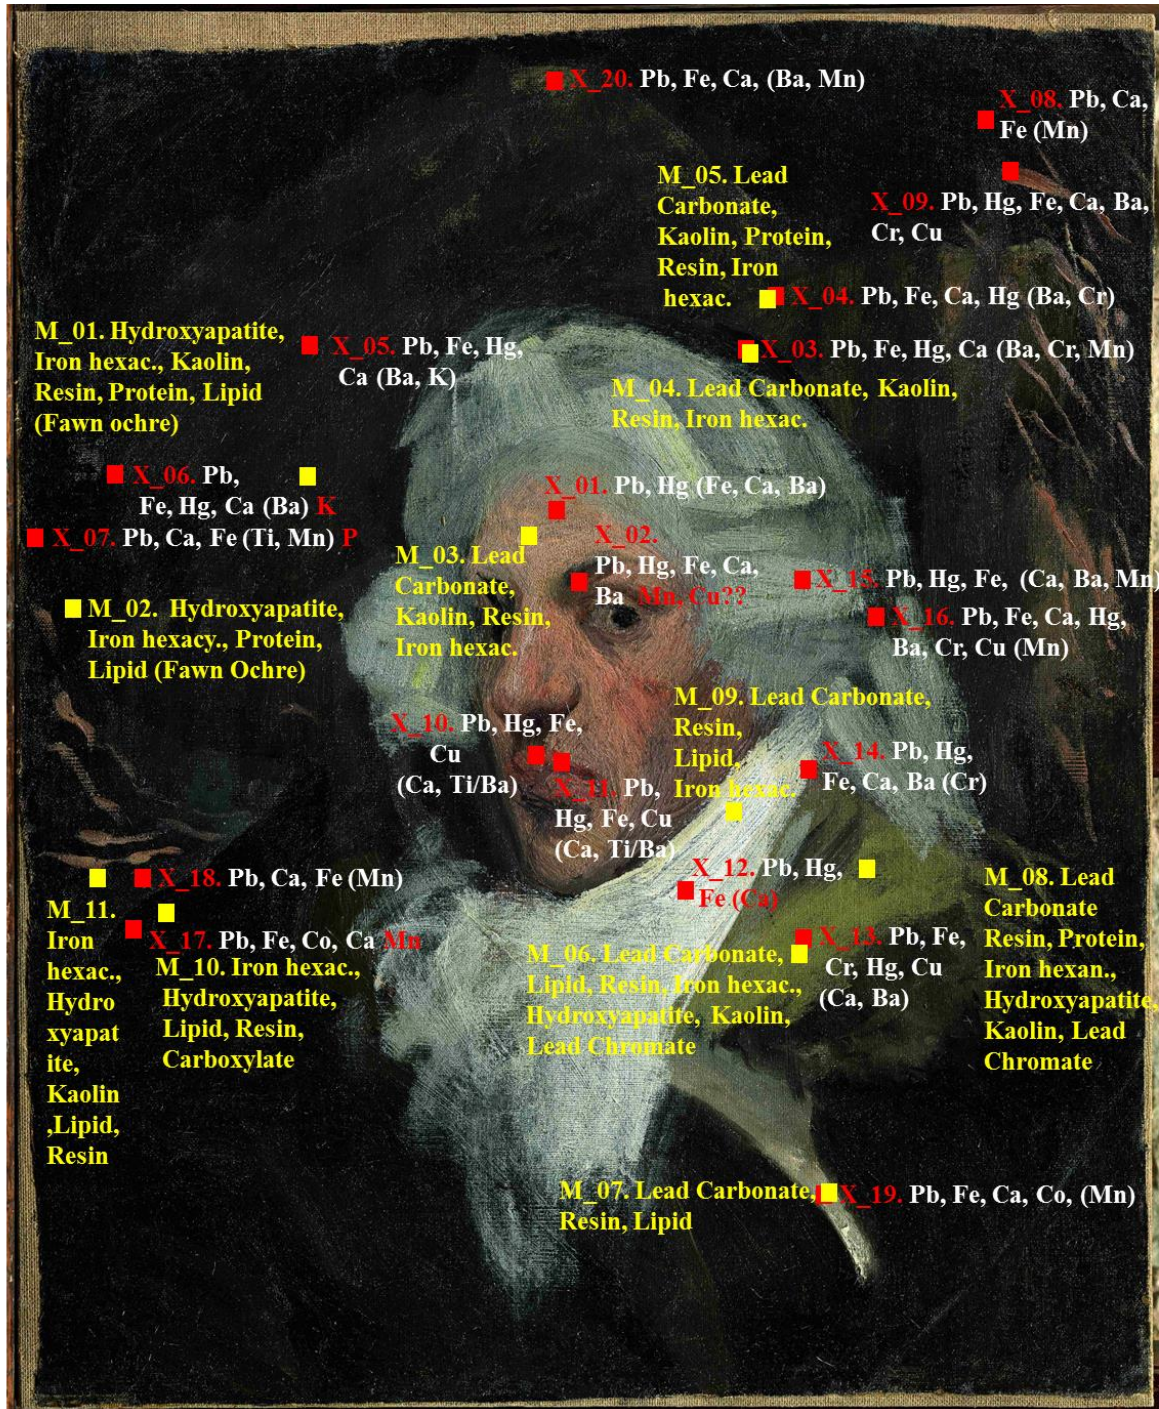 X_20. Pb, Fe, Ca, (Ba, Mn)
X_08. Pb, Ca,
Fe (Mn)
M_05. Lead
Carbonate,
Kaolin, Protein,
Resin, Iron
hexac.
X_09. Pb, Hg, Fe, Ca, Ba,
Cr, Cu
X_04. Pb, Fe, Ca, Hg (Ba, Cr)
M_01. Hydroxyapatite,
Iron hexac., Kaolin,
Resin, Protein, Lipid
(Fawn ochre)
X_05. Pb, Fe, Hg,
Ca (Ba, K)
X_03. Pb, Fe, Hg, Ca (Ba, Cr, Mn)
M_04. Lead Carbonate, Kaolin,
Resin, Iron hexac.
X_06. Pb,
Fe, Hg, Ca (Ba) K
X_01. Pb, Hg (Fe, Ca, Ba)
X_07. Pb, Ca, Fe (Ti, Mn) P
X_02.
Pb, Hg, Fe, Ca,
Ba Mn, Cu??
M_03. Lead
Carbonate,
Kaolin, Resin,
Iron hexac.
X_15. Pb, Hg, Fe, (Ca, Ba, Mn)
M_02. Hydroxyapatite,
Iron hexacy., Protein,
Lipid (Fawn Ochre)
X_16. Pb, Fe, Ca, Hg,
Ba, Cr, Cu (Mn)
M_09. Lead Carbonate,
Resin,
Lipid,
Iron hexac.
X_10. Pb, Hg, Fe,
Cu
(Ca, Ti/Ba)
X_14. Pb, Hg,
Fe, Ca, Ba (Cr)
X_11. Pb,
Hg, Fe, Cu
(Ca, Ti/Ba)
X_12. Pb, Hg,
Fe (Ca)
X_18. Pb, Ca, Fe (Mn)
M_08. Lead
Carbonate
Resin, Protein,
Iron hexan.,
Hydroxyapatite,
Kaolin, Lead
Chromate
M_11.
Iron
hexac.,
Hydro
xyapat
ite,
Kaolin
,Lipid,
Resin
X_17. Pb, Fe, Co, Ca Mn
X_13. Pb, Fe,
Cr, Hg, Cu
(Ca, Ba)
M_10. Iron hexac.,
Hydroxyapatite,
Lipid, Resin,
Carboxylate
M_06. Lead Carbonate,
Lipid, Resin, Iron hexac.,
Hydroxyapatite, Kaolin,
Lead Chromate
M_07. Lead Carbonate,
Resin, Lipid
X_19. Pb, Fe, Ca, Co, (Mn)